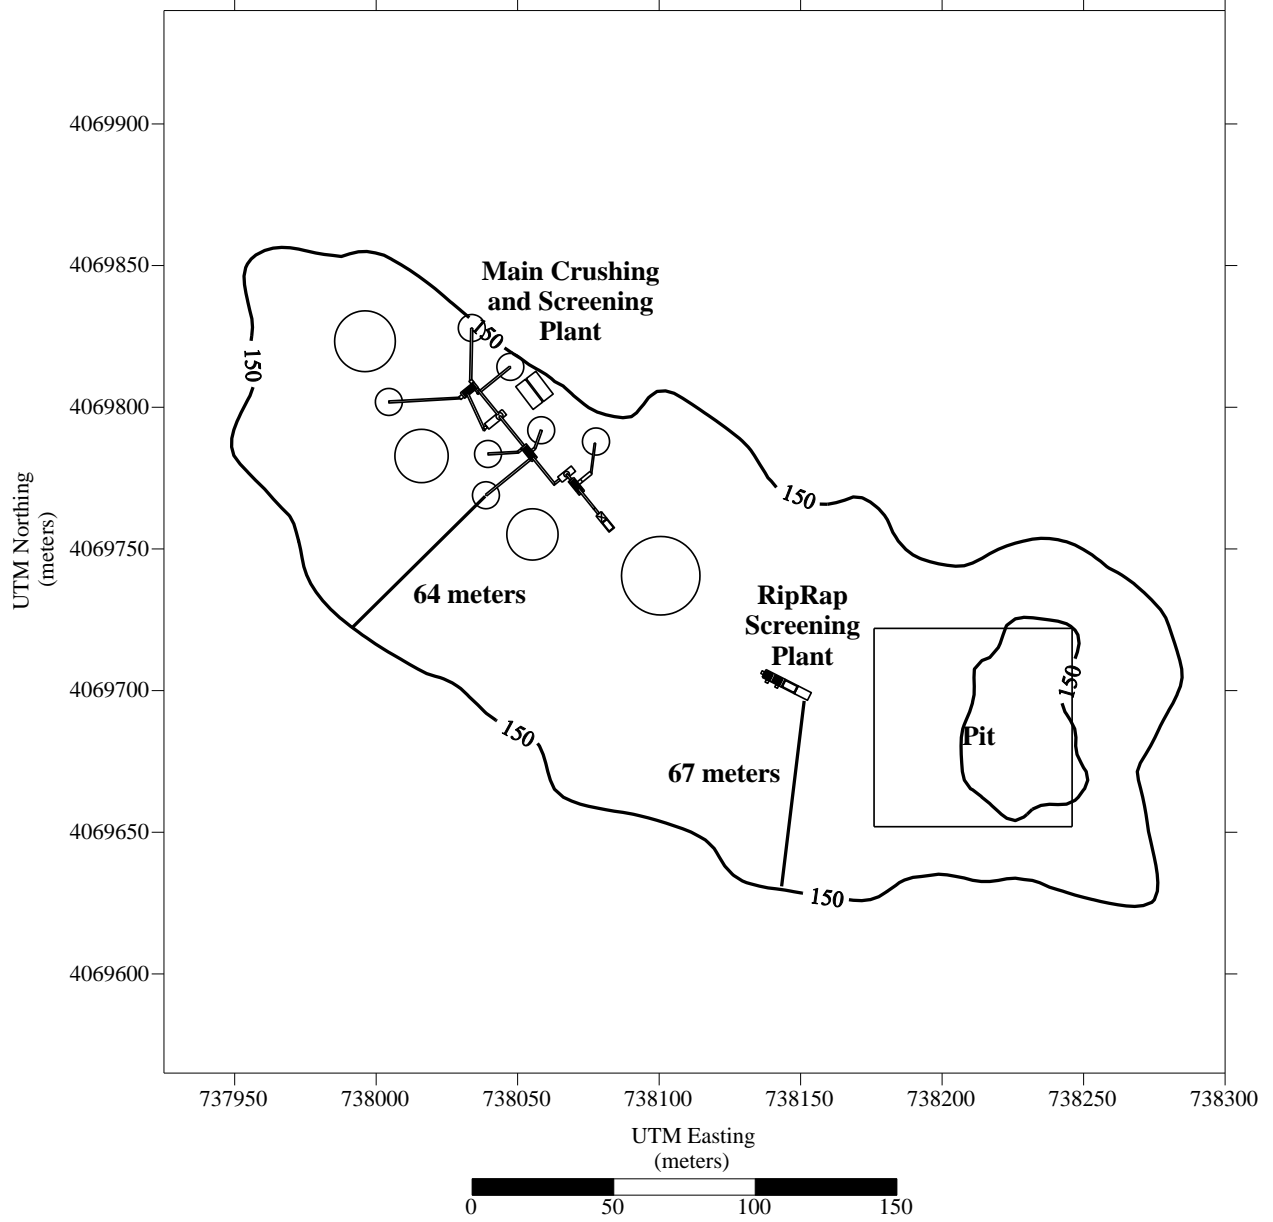 4069900
4069850
Main Crushing
and Screening
Plant
50
150
4069800
150
UTM Northing
(meters)
4069750
64 meters
RipRap
Screening
Plant
4069700
150
150
Pit
67 meters
4069650
150
4069600
737950 738000 738050 738100 738150 738200 738250 738300
UTM Easting
(meters)
0 50 100 150